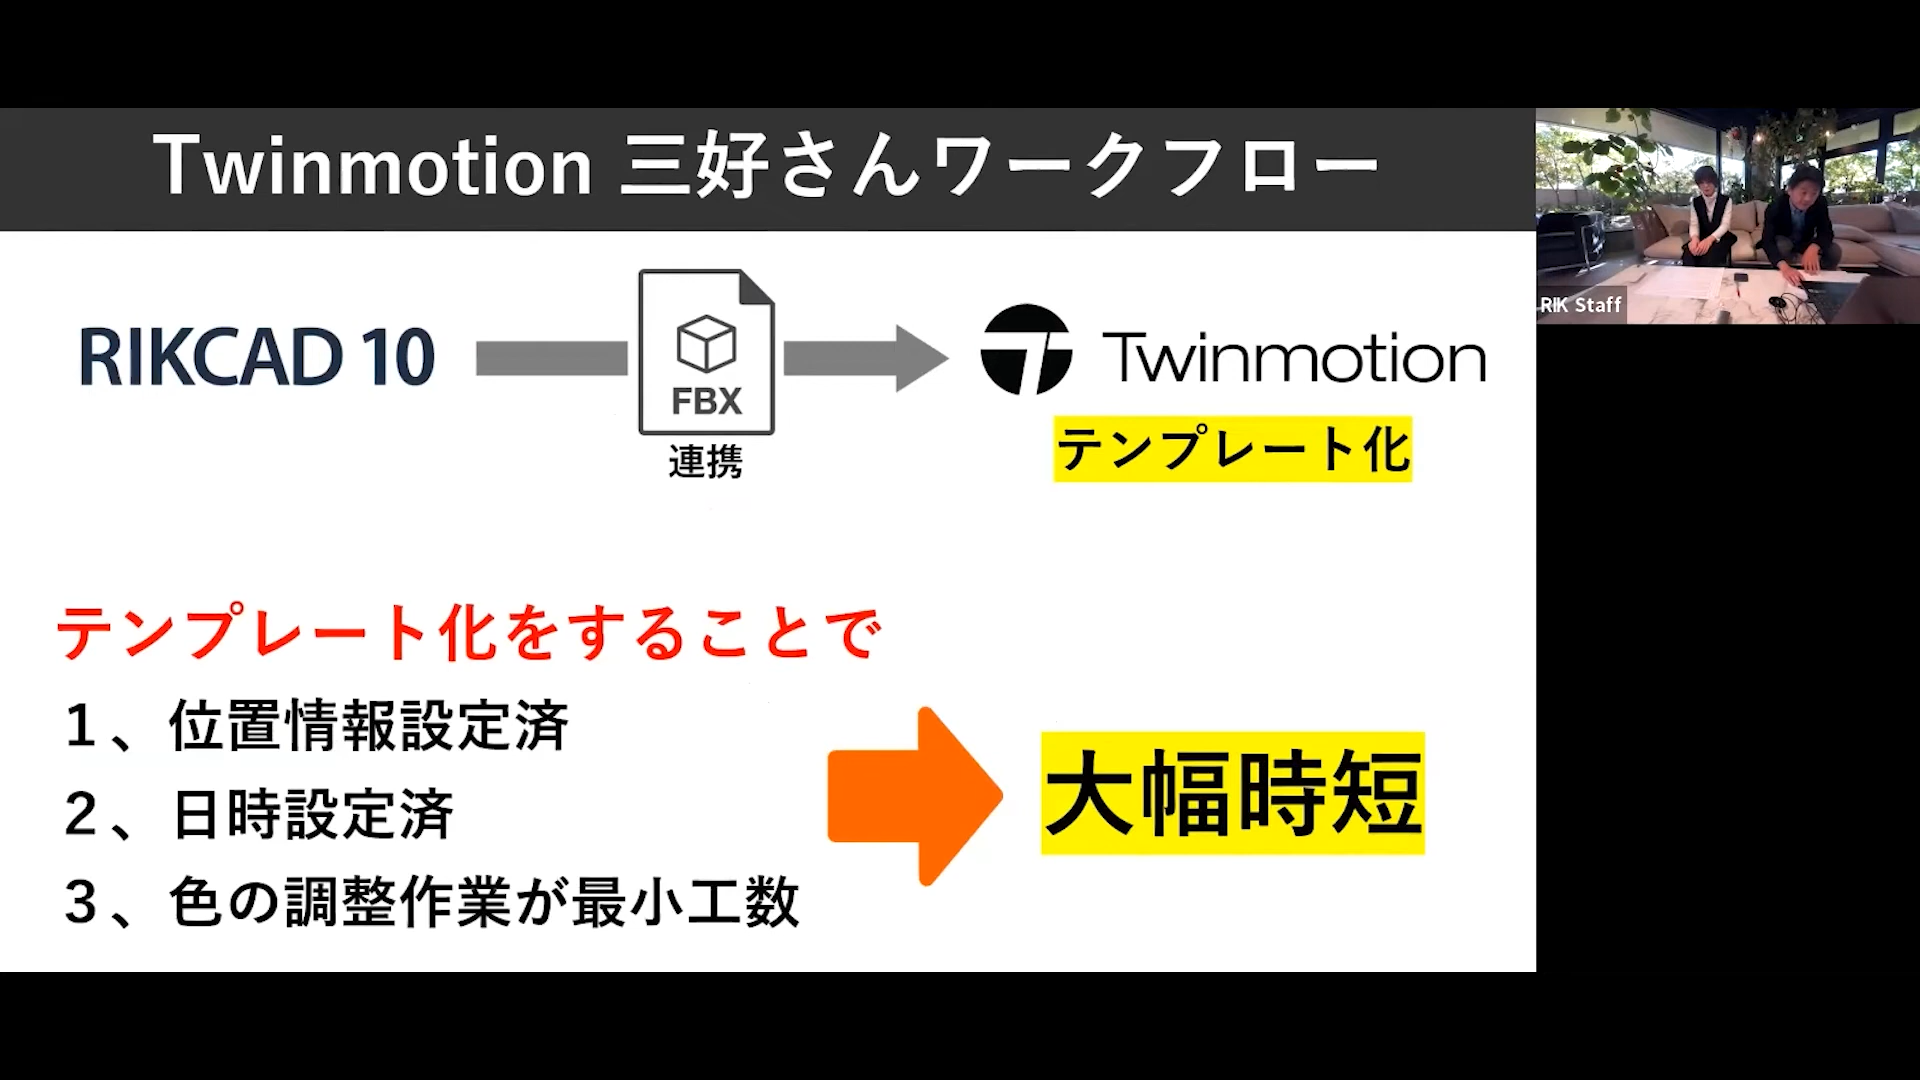 Twinmotion 三好さんワークフロー
RIKCAD 10
FBX
連携
Twinmotion
テンプレート化
テンプレート化をすることで
１、位置情報設定済
２、日時設定済
３、色の調整作業が最小工数
大幅時短
RIK Staff